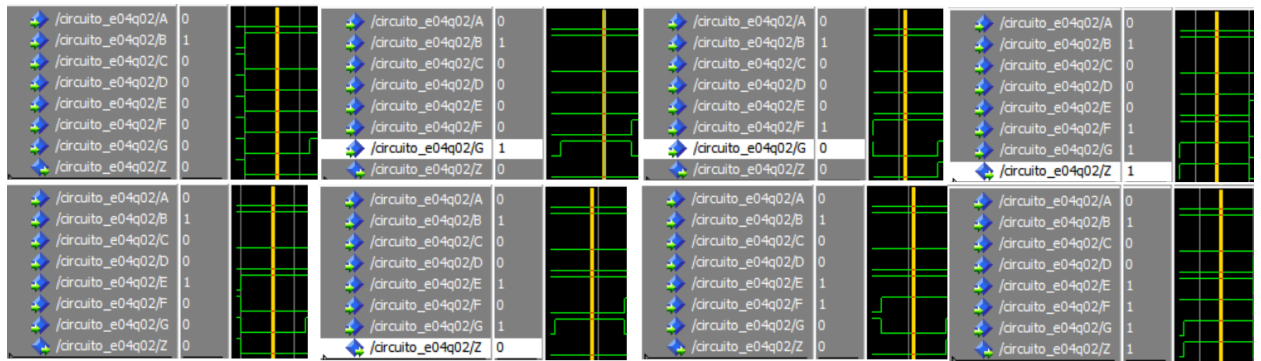 /circuito_e04q02/A 0
/circuito_e04q02/B 1
/circuito_e04q02/C 0
/circuito_e04q02/D 0
/circuito_e04q02/E 0
/circuito_e04q02/F 0
/circuito_e04q02/G 0
/circuito_e04q02/Z 0
/circuito_e04q02/A 0
/circuito_e04q02/B 1
/circuito_e04q02/C 0
/circuito_e04q02/D 0
/circuito_e04q02/E 0
/circuito_e04q02/F 0
/circuito_e04q02/G 1
/circuito_e04q02/Z 0
/circuito_e04q02/A 0
/circuito_e04q02/B 1
/circuito_e04q02/C 0
/circuito_e04q02/D 0
/circuito_e04q02/E 0
/circuito_e04q02/F 1
/circuito_e04q02/G 0
/circuito_e04q02/Z 0
/circuito_e04q02/A 0
/circuito_e04q02/B 1
/circuito_e04q02/C 0
/circuito_e04q02/D 0
/circuito_e04q02/E 0
/circuito_e04q02/F 1
/circuito_e04q02/G 1
/circuito_e04q02/Z 1
/circuito_e04q02/A 0
/circuito_e04q02/B 1
/circuito_e04q02/C 0
/circuito_e04q02/D 0
/circuito_e04q02/E 1
/circuito_e04q02/F 0
/circuito_e04q02/G 0
/circuito_e04q02/Z 0
/circuito_e04q02/A 0
/circuito_e04q02/B 1
/circuito_e04q02/C 0
/circuito_e04q02/D 0
/circuito_e04q02/E 1
/circuito_e04q02/F 0
/circuito_e04q02/G 1
/circuito_e04q02/Z 0
/circuito_e04q02/A 0
/circuito_e04q02/B 1
/circuito_e04q02/C 0
/circuito_e04q02/D 0
/circuito_e04q02/E 1
/circuito_e04q02/F 1
/circuito_e04q02/G 0
/circuito_e04q02/Z 0
/circuito_e04q02/A 0
/circuito_e04q02/B 1
/circuito_e04q02/C 0
/circuito_e04q02/D 0
/circuito_e04q02/E 1
/circuito_e04q02/F 1
/circuito_e04q02/G 1
/circuito_e04q02/Z 1